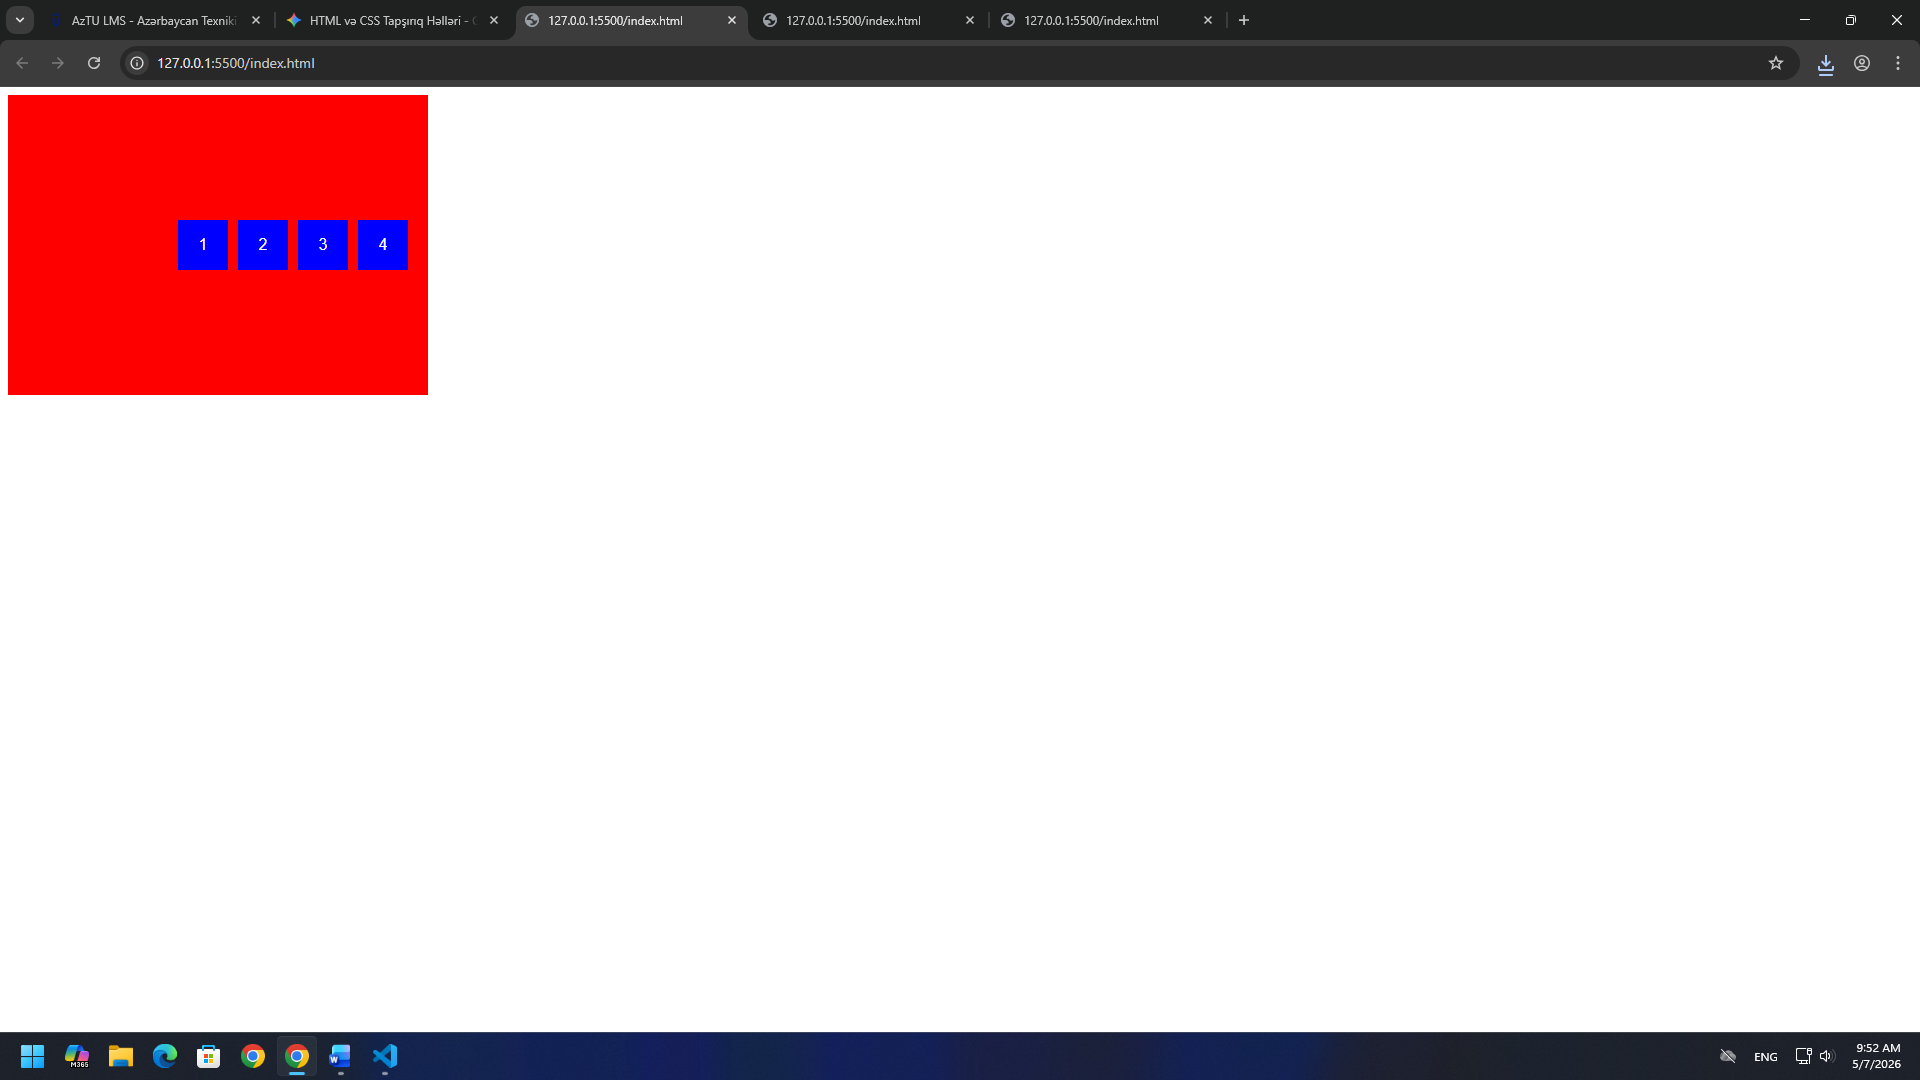 AzTU LMS - Azərbaycan Texniki
HTML və CSS Tapşırıq Həlləri -
127.0.0.1:5500/index.html
127.0.0.1:5500/index.html
127.0.0.1:5500/index.html
127.0.0.1:5500/index.html
1 2 3 4
M365
ENG
9:52 AM
5/7/2026